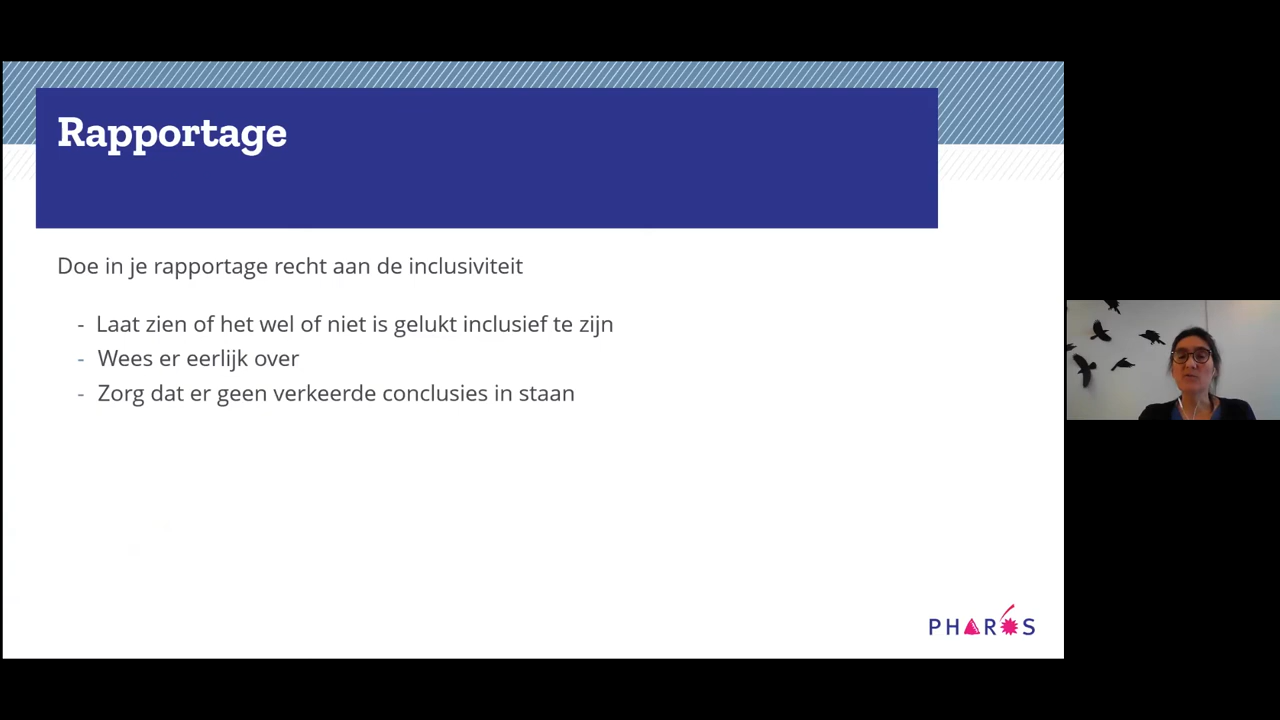 Rapportage
Doe in je rapportage recht aan de inclusiviteit
- Laat zien of het wel of niet is gelukt inclusief te zijn
- Wees er eerlijk over
- Zorg dat er geen verkeerde conclusies in staan
PHAROS